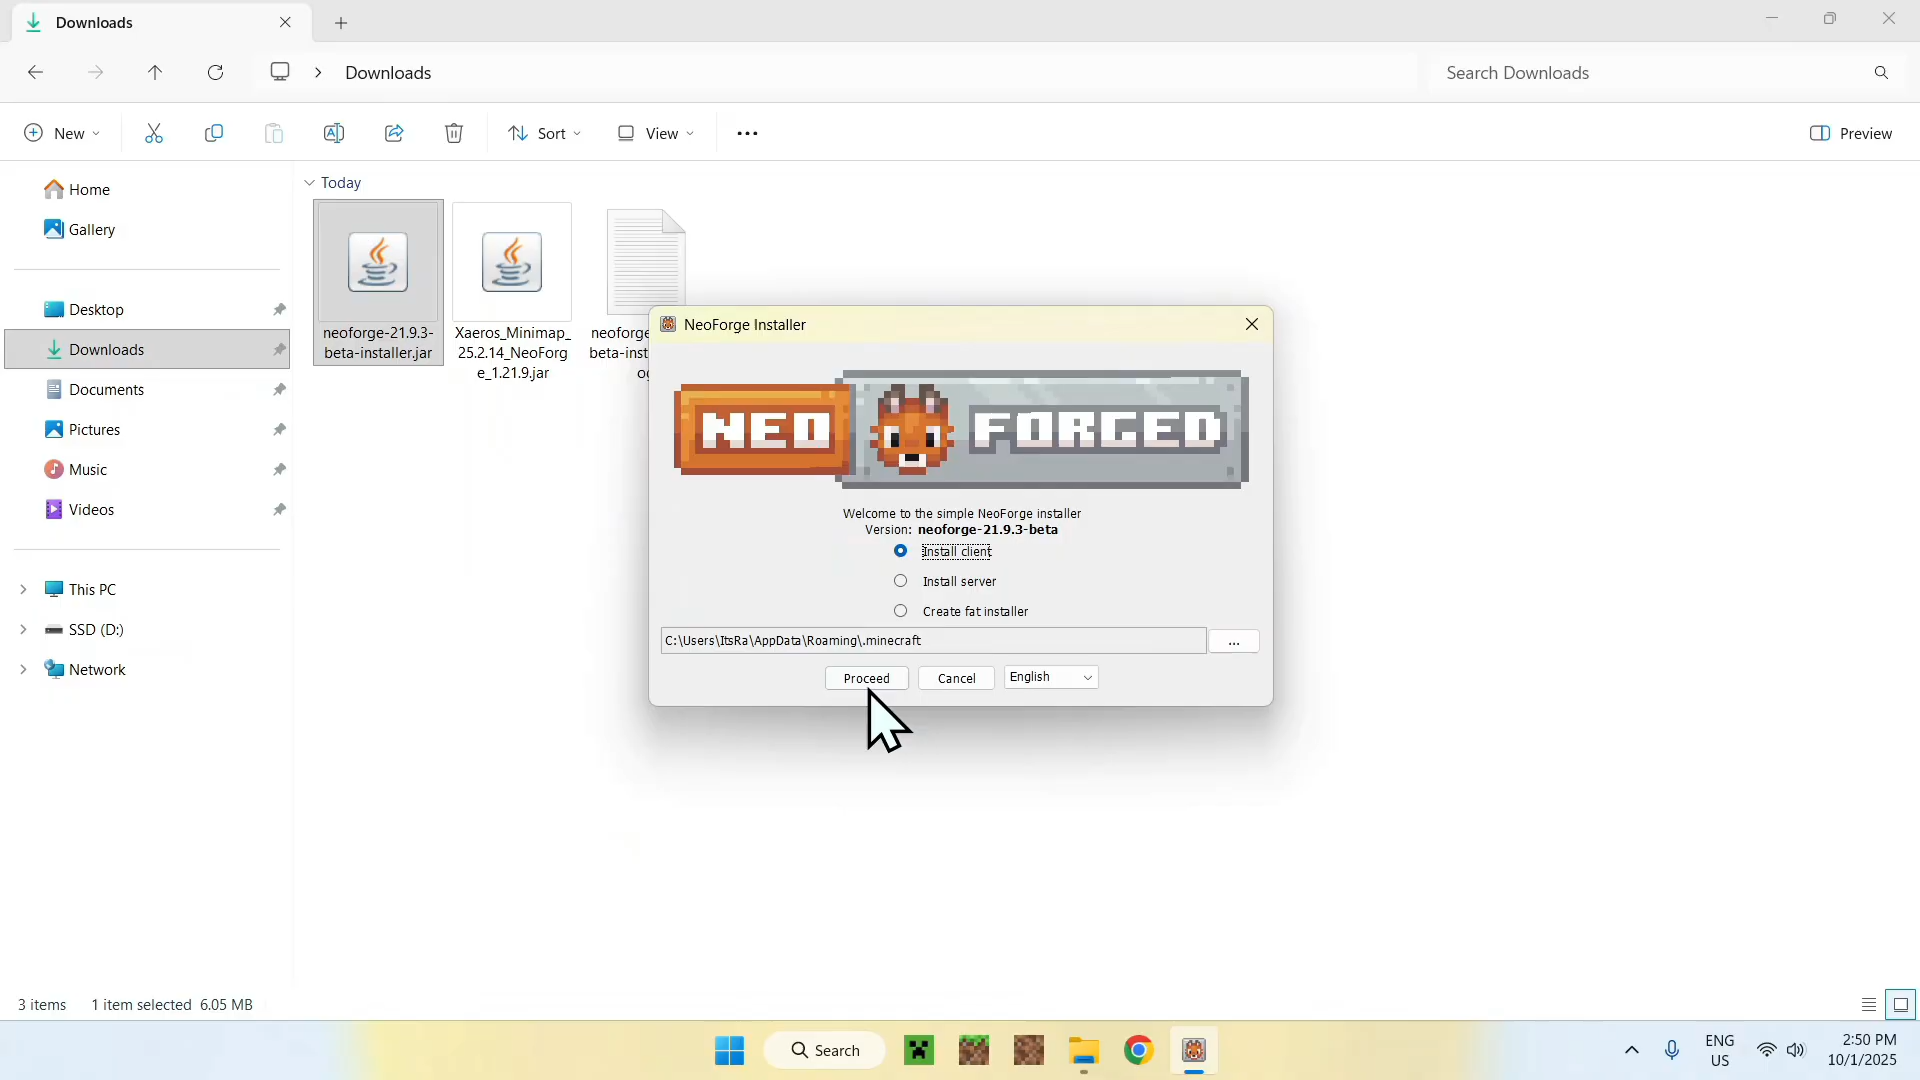 Downloads
Downloads
Search Downloads
New
Sort
View
Preview
Home
Gallery
Desktop
Downloads
Documents
Pictures
Music
Videos
This PC
SSD (D:)
Network
Today
neoforge-21.9.3-
beta-installer.jar
Xaeros_Minimap_
25.2.14_NeoForg
e_1.21.9.jar
neoforge
beta-inst
NeoForge Installer
NEO FORGED
Welcome to the simple NeoForge installer
Version: neoforge-21.9.3-beta
Install client
Install server
Create fat installer
C:\Users\ItsRa\AppData\Roaming\.minecraft
...
Proceed
Cancel
English
3 items
1 item selected 6.05 MB
Search
ENG
US
2:50 PM
10/1/2025